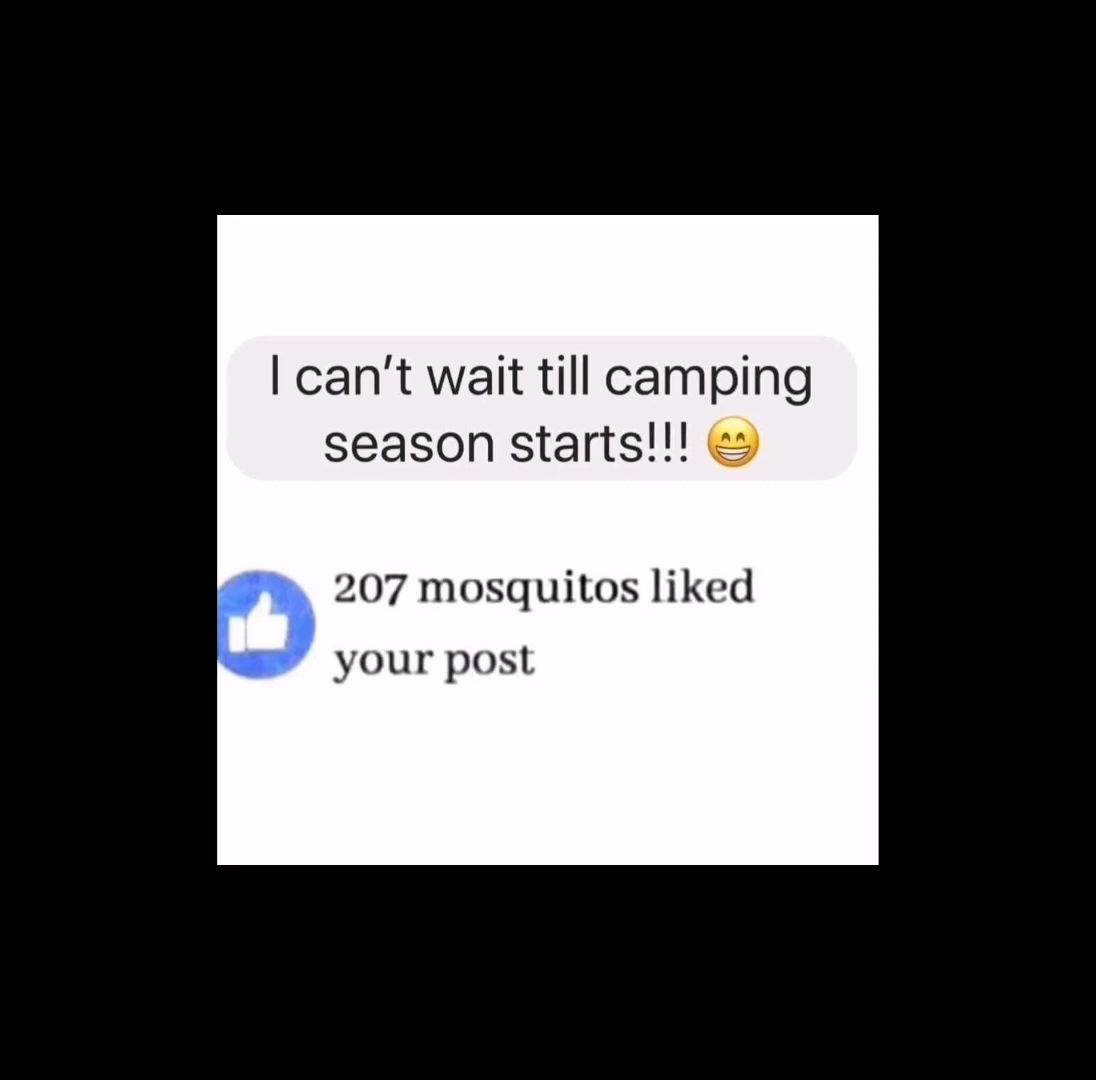 I can’t wait till camping
season starts!!! 😁
207 mosquitos liked
your post